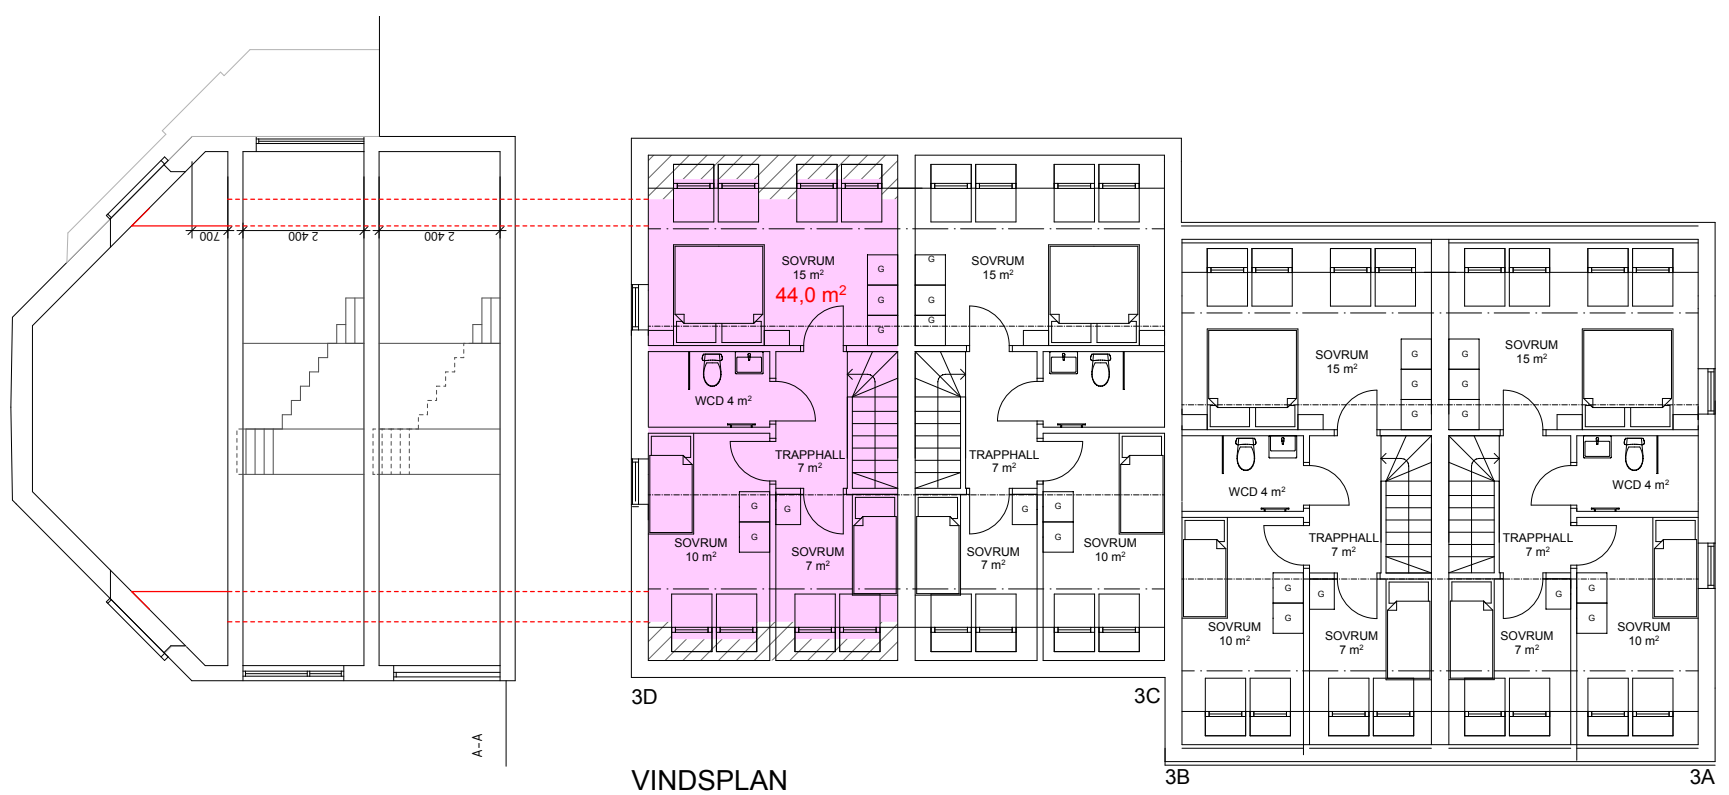 700
2 400
2 400
A-A
SOVRUM
15 m²
44,0 m²
G
G
G
WCD 4 m²
TRAPPHALL
7 m²
SOVRUM
10 m²
G
G
G
SOVRUM
7 m²
3D
SOVRUM
15 m²
G
G
G
TRAPPHALL
7 m²
SOVRUM
7 m²
G
G
G
SOVRUM
10 m²
3C
SOVRUM
15 m²
G
G
G
WCD 4 m²
TRAPPHALL
7 m²
SOVRUM
10 m²
G
G
G
SOVRUM
7 m²
3B
SOVRUM
15 m²
G
G
G
WCD 4 m²
TRAPPHALL
7 m²
SOVRUM
7 m²
G
G
G
SOVRUM
10 m²
3A
VINDSPLAN